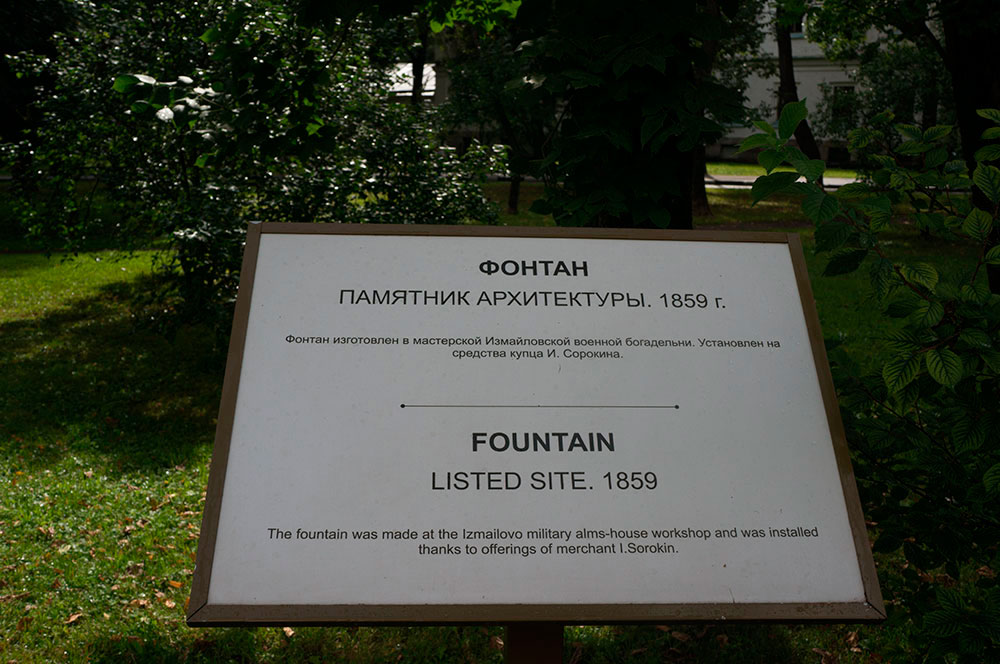 ФОНТАН
ПАМЯТНИК АРХИТЕКТУРЫ. 1859 г.
Фонтан изготовлен в мастерской Измайловской военной богадельни. Установлен на
средства купца И. Сорокина.
FOUNTAIN
LISTED SITE. 1859
The fountain was made at the Izmailovo military alms-house workshop and was installed
thanks to offerings of merchant I.Sorokin.